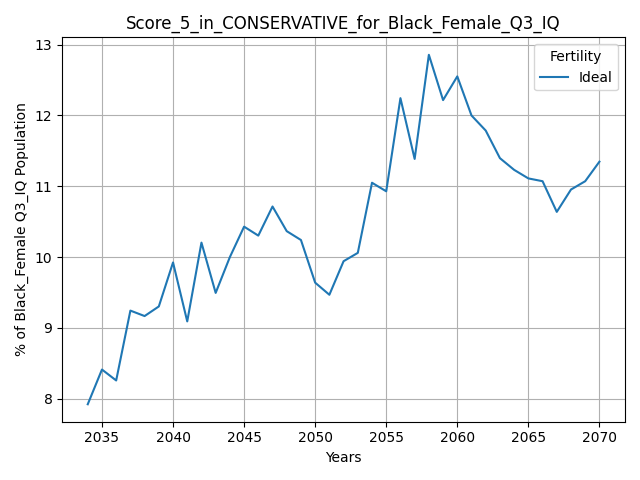 Score_5_in_CONSERVATIVE_for_Black_Female_Q3_IQ
Fertility
Ideal
% of Black_Female Q3_IQ Population
13
12
11
10
9
8
2035 2040 2045 2050 2055 2060 2065 2070
Years